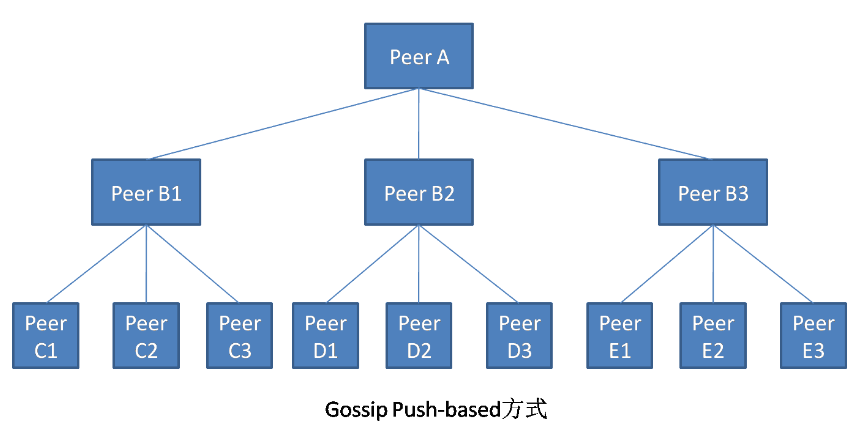 Peer A
Peer B1
Peer B2
Peer B3
Peer
C1
Peer
C2
Peer
C3
Peer
D1
Peer
D2
Peer
D3
Peer
E1
Peer
E2
Peer
E3
Gossip Push-based方式